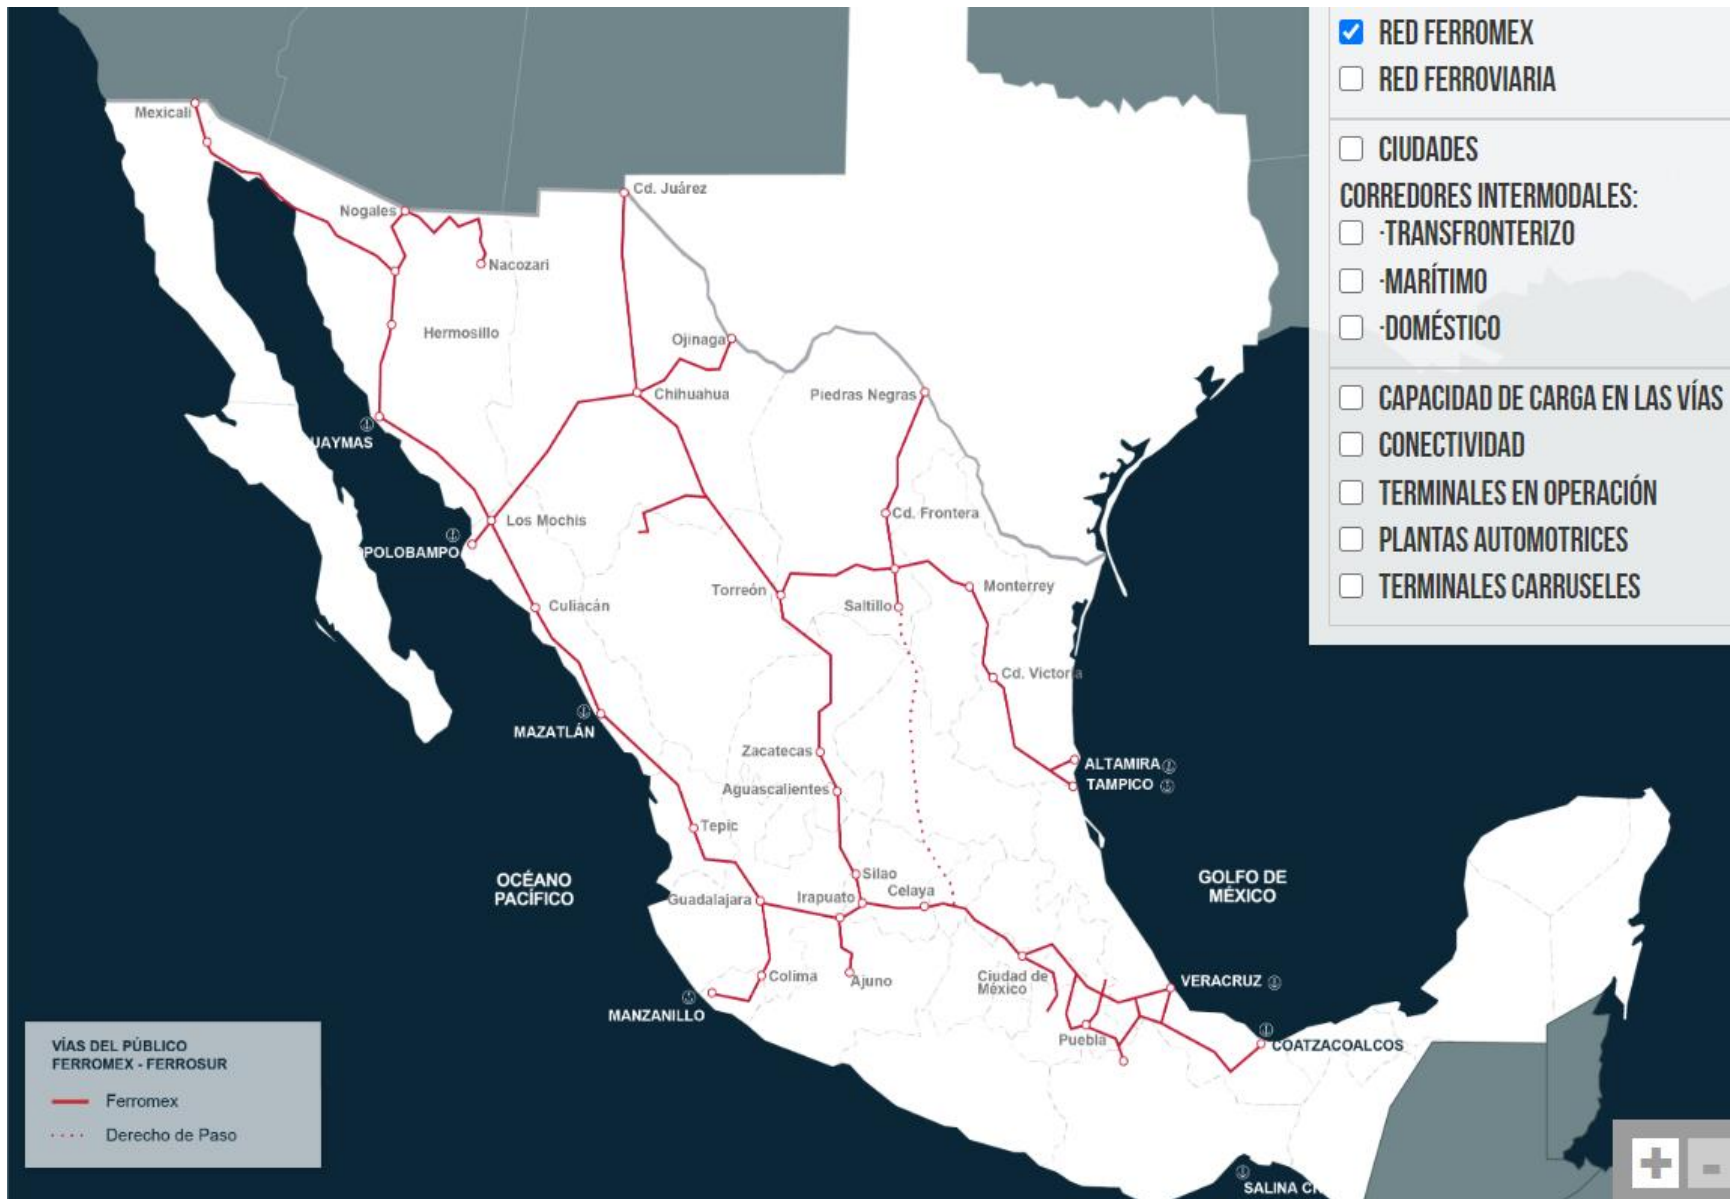 RED FERROMEX
RED FERROVIARIA
CIUDADES
CORREDORES INTERMODALES:
·TRANSFRONTERIZO
·MARÍTIMO
·DOMÉSTICO
CAPACIDAD DE CARGA EN LAS VÍAS
CONECTIVIDAD
TERMINALES EN OPERACIÓN
PLANTAS AUTOMOTRICES
TERMINALES CARRUSELES
Mexicali
Nogales
Cd. Juárez
Nacozari
Hermosillo
Ojinaga
Chihuahua
Piedras Negras
UAYMAS
Los Mochis
Cd. Frontera
POLOBAMPO
Torreón
Monterrey
Culiacán
Saltillo
Cd. Victoria
MAZATLÁN
Zacatecas
ALTAMIRA
TAMPICO
Aguascalientes
Tepic
OCÉANO
PACÍFICO
Silao
GOLFO DE
MÉXICO
Guadalajara
Irapuato
Celaya
Colima
Ajuno
Ciudad de
México
VERACRUZ
MANZANILLO
Puebla
COATZACOALCOS
VÍAS DEL PÚBLICO
FERROMEX - FERROSUR
Ferromex
Derecho de Paso
+
-
SALINA